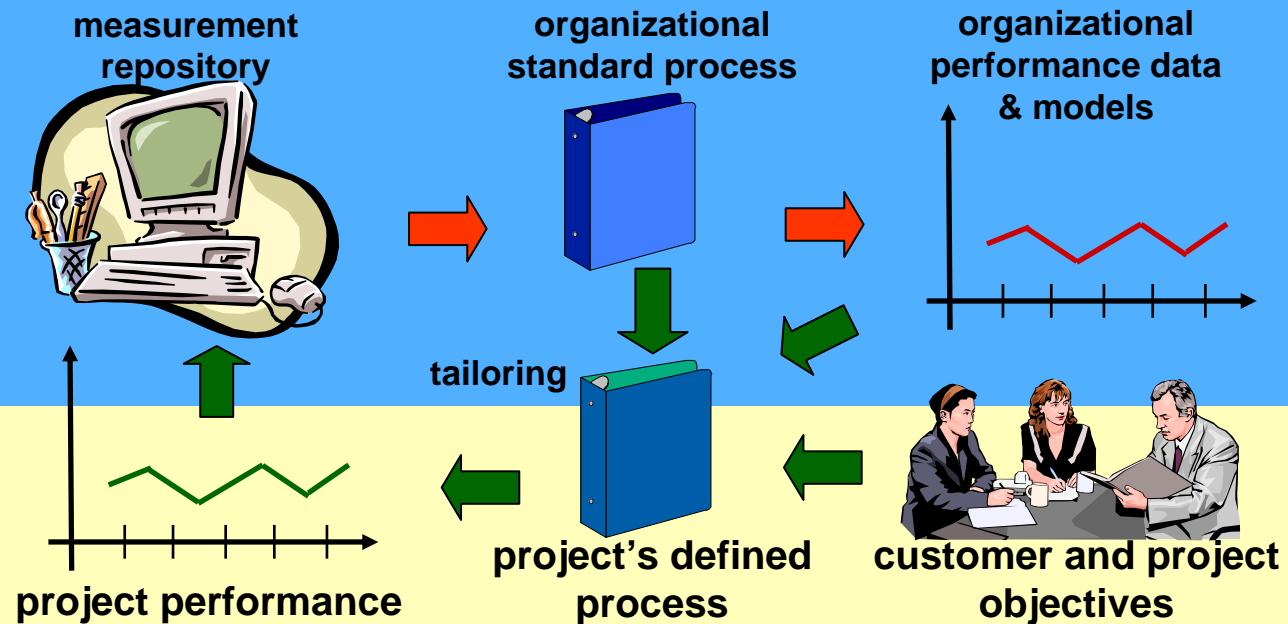 measurement
repository
organizational
standard process
organizational
performance data
& models
tailoring
project's defined
process
customer and project
objectives
project performance